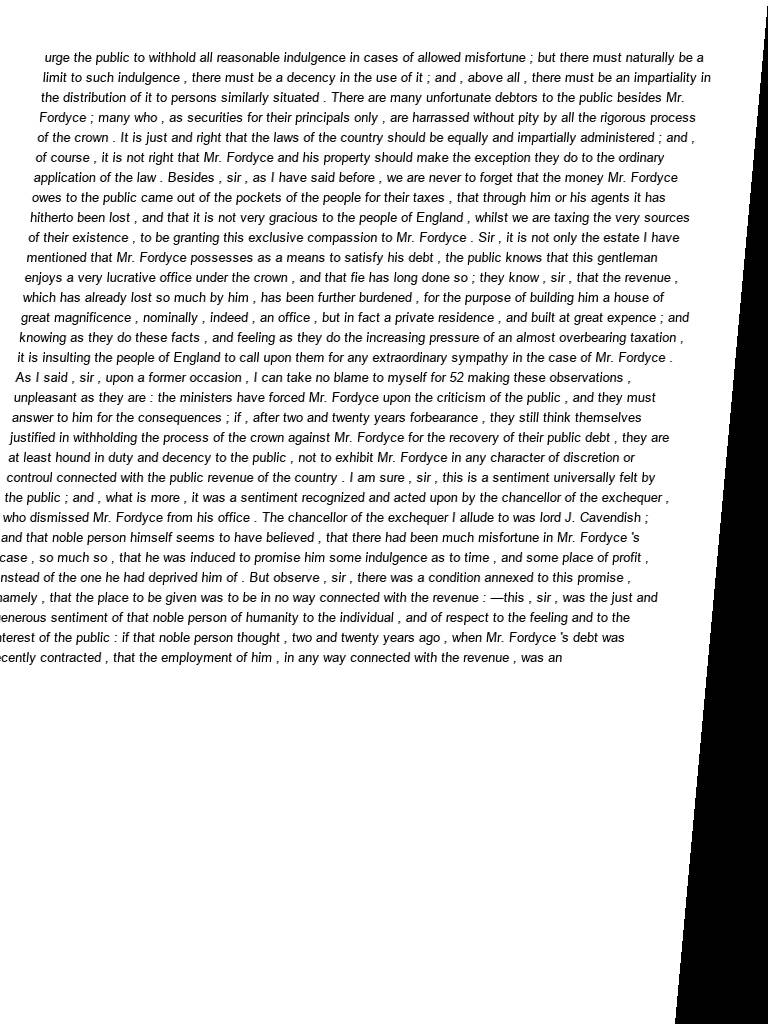 urge the public to withhold all reasonable indulgence in cases of allowed misfortune ; but there must naturally be a
limit to such indulgence , there must be a decency in the use of it ; and , above all , there must be an impartiality in
the distribution of it to persons similarly situated . There are many unfortunate debtors to the public besides Mr.
Fordyce ; many who , as securities for their principals only , are harrassed without pity by all the rigorous process
of the crown . It is just and right that the laws of the country should be equally and impartially administered ; and ,
of course , it is not right that Mr. Fordyce and his property should make the exception they do to the ordinary
application of the law . Besides , sir , as I have said before , we are never to forget that the money Mr. Fordyce
owes to the public came out of the pockets of the people for their taxes , that through him or his agents it has
hitherto been lost , and that it is not very gracious to the people of England , whilst we are taxing the very sources
of their existence , to be granting this exclusive compassion to Mr. Fordyce . Sir , it is not only the estate I have
mentioned that Mr. Fordyce possesses as a means to satisfy his debt , the public knows that this gentleman
enjoys a very lucrative office under the crown , and that fie has long done so ; they know , sir , that the revenue ,
which has already lost so much by him , has been further burdened , for the purpose of building him a house of
great magnificence , nominally , indeed , an office , but in fact a private residence , and built at great expence ; and
knowing as they do these facts , and feeling as they do the increasing pressure of an almost overbearing taxation ,
it is insulting the people of England to call upon them for any extraordinary sympathy in the case of Mr. Fordyce .
As I said , sir , upon a former occasion , I can take no blame to myself for 52 making these observations ,
unpleasant as they are : the ministers have forced Mr. Fordyce upon the criticism of the public , and they must
answer to him for the consequences ; if , after two and twenty years forbearance , they still think themselves
justified in withholding the process of the crown against Mr. Fordyce for the recovery of their public debt , they are
at least hound in duty and decency to the public , not to exhibit Mr. Fordyce in any character of discretion or
controul connected with the public revenue of the country . I am sure , sir , this is a sentiment universally felt by
the public ; and , what is more , it was a sentiment recognized and acted upon by the chancellor of the exchequer ,
who dismissed Mr. Fordyce from his office . The chancellor of the exchequer I allude to was lord J. Cavendish ;
and that noble person himself seems to have believed , that there had been much misfortune in Mr. Fordyce 's
case , so much so , that he was induced to promise him some indulgence as to time , and some place of profit ,
nstead of the one he had deprived him of . But observe , sir , there was a condition annexed to this promise ,
namely , that the place to be given was to be in no way connected with the revenue : —this , sir , was the just and
enerous sentiment of that noble person of humanity to the individual , and of respect to the feeling and to the
nterest of the public : if that noble person thought , two and twenty years ago , when Mr. Fordyce 's debt was
ecently contracted , that the employment of him , in any way connected with the revenue , was an